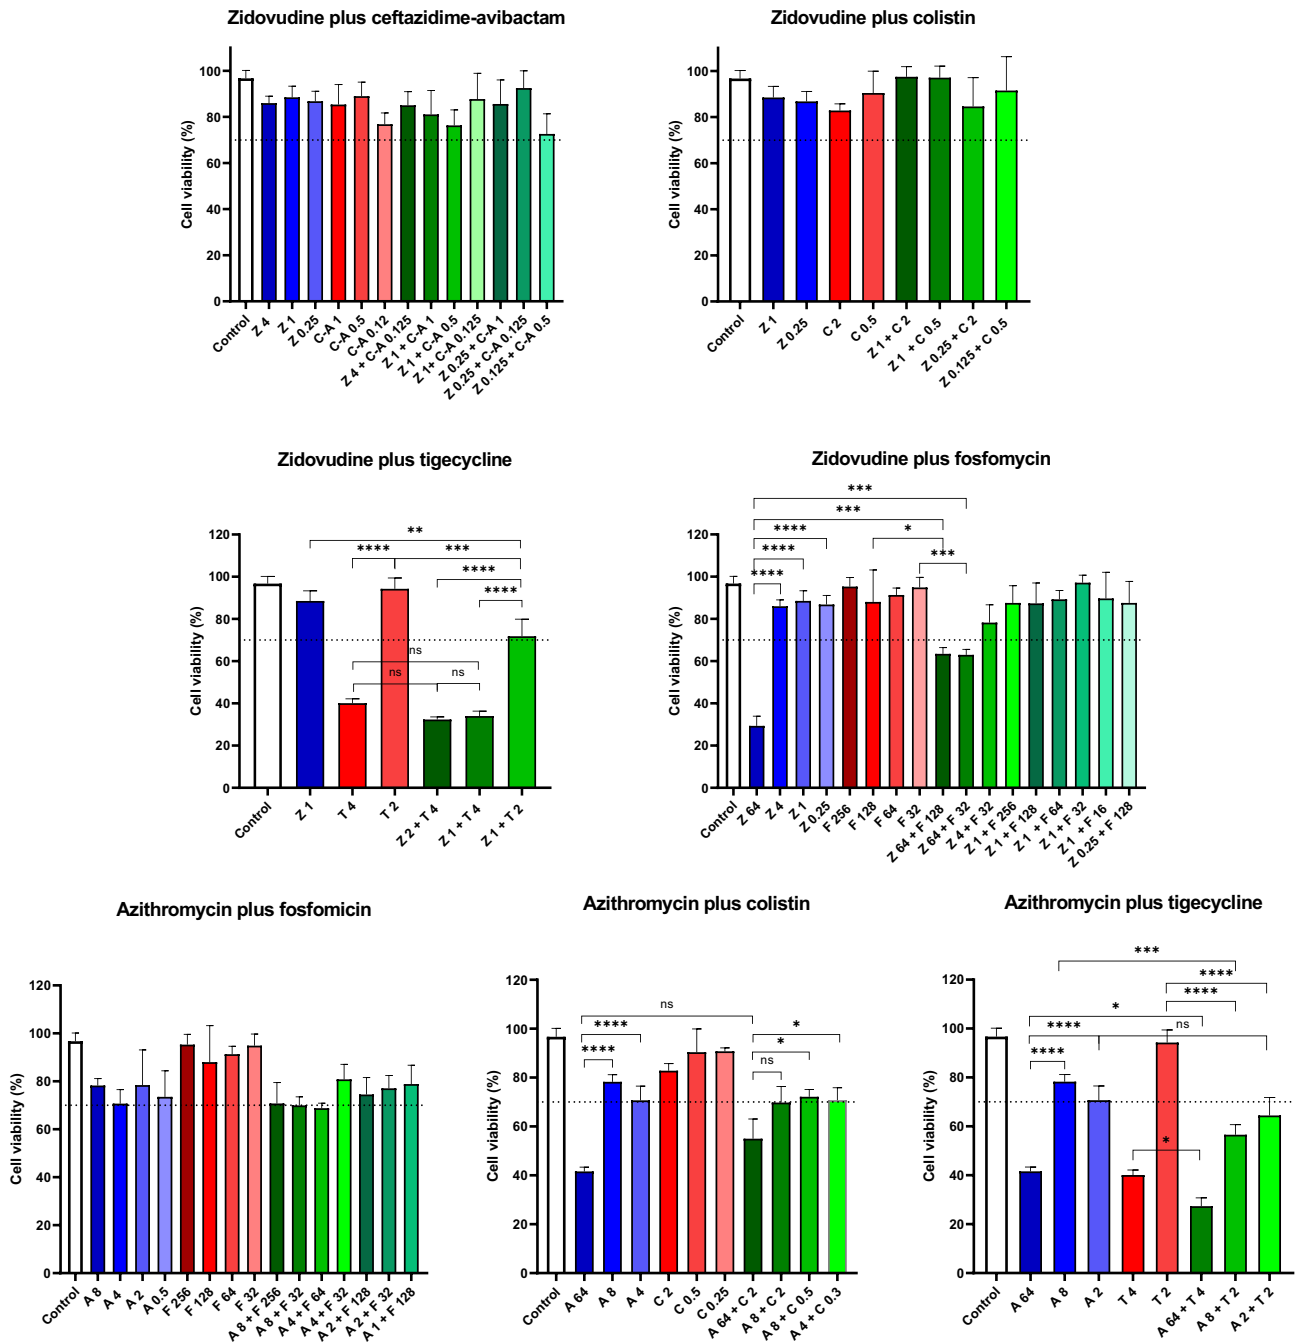 Zidovudine plus ceftazidime-avibactam
Cell viability (%)
100
80
60
40
20
0
Control
Z 4
Z 1
Z 0.25
C-A 1
C-A 0.5
C-A 0.12
Z 4 + C-A 0.125
Z 1 + C-A 1
Z 1 + C-A 0.5
Z 1+ C-A 0.125
Z 0.25 + C-A 1
Z 0.25 + C-A 0.125
Z 0.125 + C-A 0.5
Zidovudine plus colistin
Cell viability (%)
100
80
60
40
20
0
Control
Z 1
Z 0.25
C 2
C 0.5
Z 1 + C 2
Z 1 + C 0.5
Z 0.25 + C 2
Z 0.125 + C 0.5
Zidovudine plus tigecycline
Cell viability (%)
120
100
80
60
40
20
0
**
**** ***
****
****
ns
ns ns
Control
Z 1
T 4
T 2
Z 2 + T 4
Z 1 + T 4
Z 1 + T 2
Zidovudine plus fosfomycin
Cell viability (%)
120
100
80
60
40
20
0
***
***
**** *
**** ***
****
Control
Z 64
Z 4
Z 1
Z 0.25
F 256
F 128
F 64
F 32
Z 64 + F 128
Z 64 + F 32
Z 4 + F 32
Z 1 + F 256
Z 1 + F 128
Z 1 + F 64
Z 1 + F 32
Z 1 + F 16
Z 0.25 + F 128
Azithromycin plus fosfomicin
Cell viability (%)
120
100
80
60
40
20
0
Control
A 8
A 4
A 2
A 0.5
F 256
F 128
F 64
F 32
A 8 + F 256
A 8 + F 32
A 4 + F 64
A 4 + F 32
A 2 + F 128
A 2 + F 32
A 1 + F 128
Azithromycin plus colistin
Cell viability (%)
120
100
80
60
40
20
0
ns
**** *
**** *
ns
Control
A 64
A 8
A 4
C 2
C 0.5
C 0.25
A 64 + C 2
A 8 + C 2
A 8 + C 0.5
A 4 + C 0.3
Azithromycin plus tigecycline
Cell viability (%)
120
100
80
60
40
20
0
***
****
* ****
**** ns
****
*
Control
A 64
A 8
A 2
T 4
T 2
A 64 + T 4
A 8 + T 2
A 2 + T 2